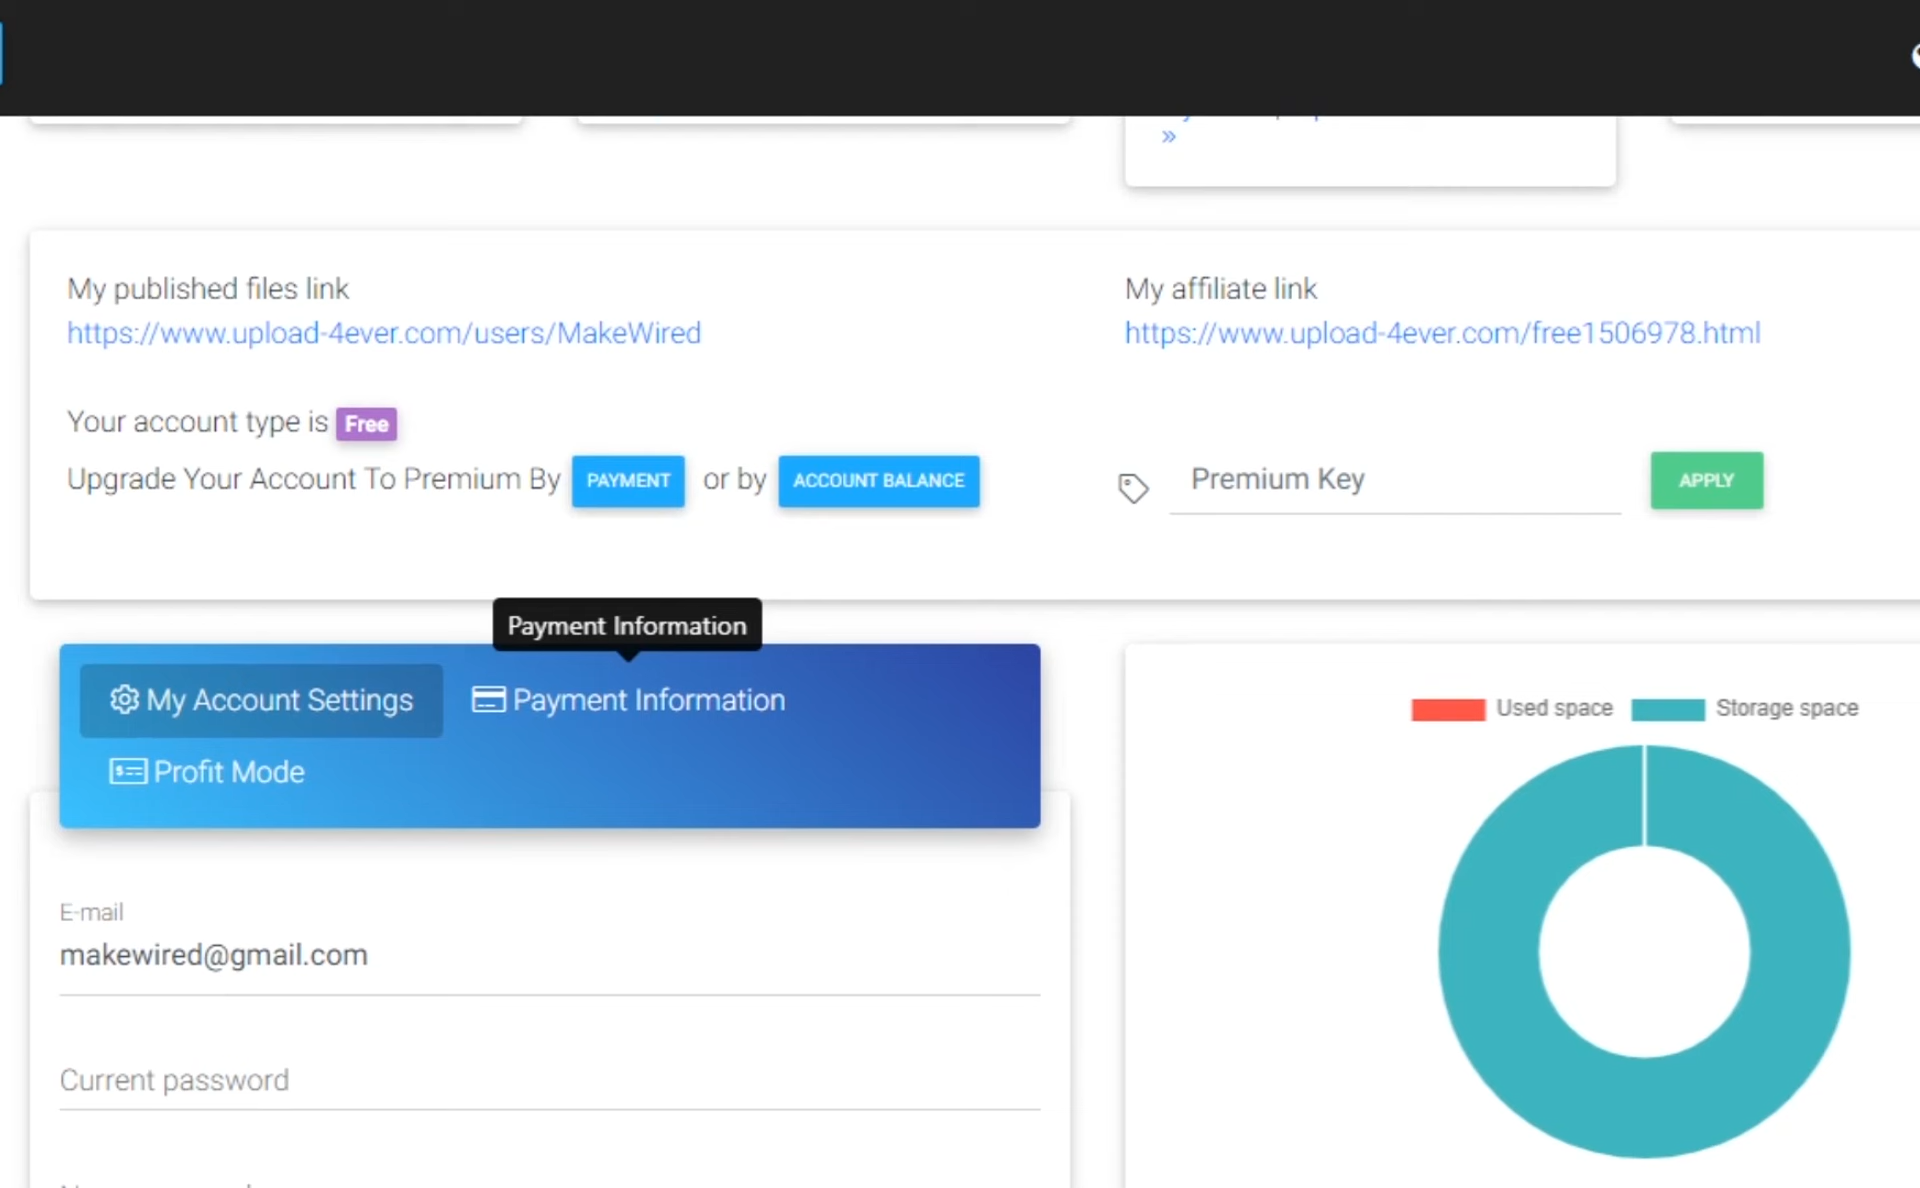 »
My published files link
https://www.upload-4ever.com/users/MakeWired
My affiliate link
https://www.upload-4ever.com/free1506978.html
Your account type is Free
Upgrade Your Account To Premium By PAYMENT or by ACCOUNT BALANCE
Premium Key APPLY
Payment Information
My Account Settings Payment Information
Profit Mode
Used space Storage space
E-mail
makewired@gmail.com
Current password